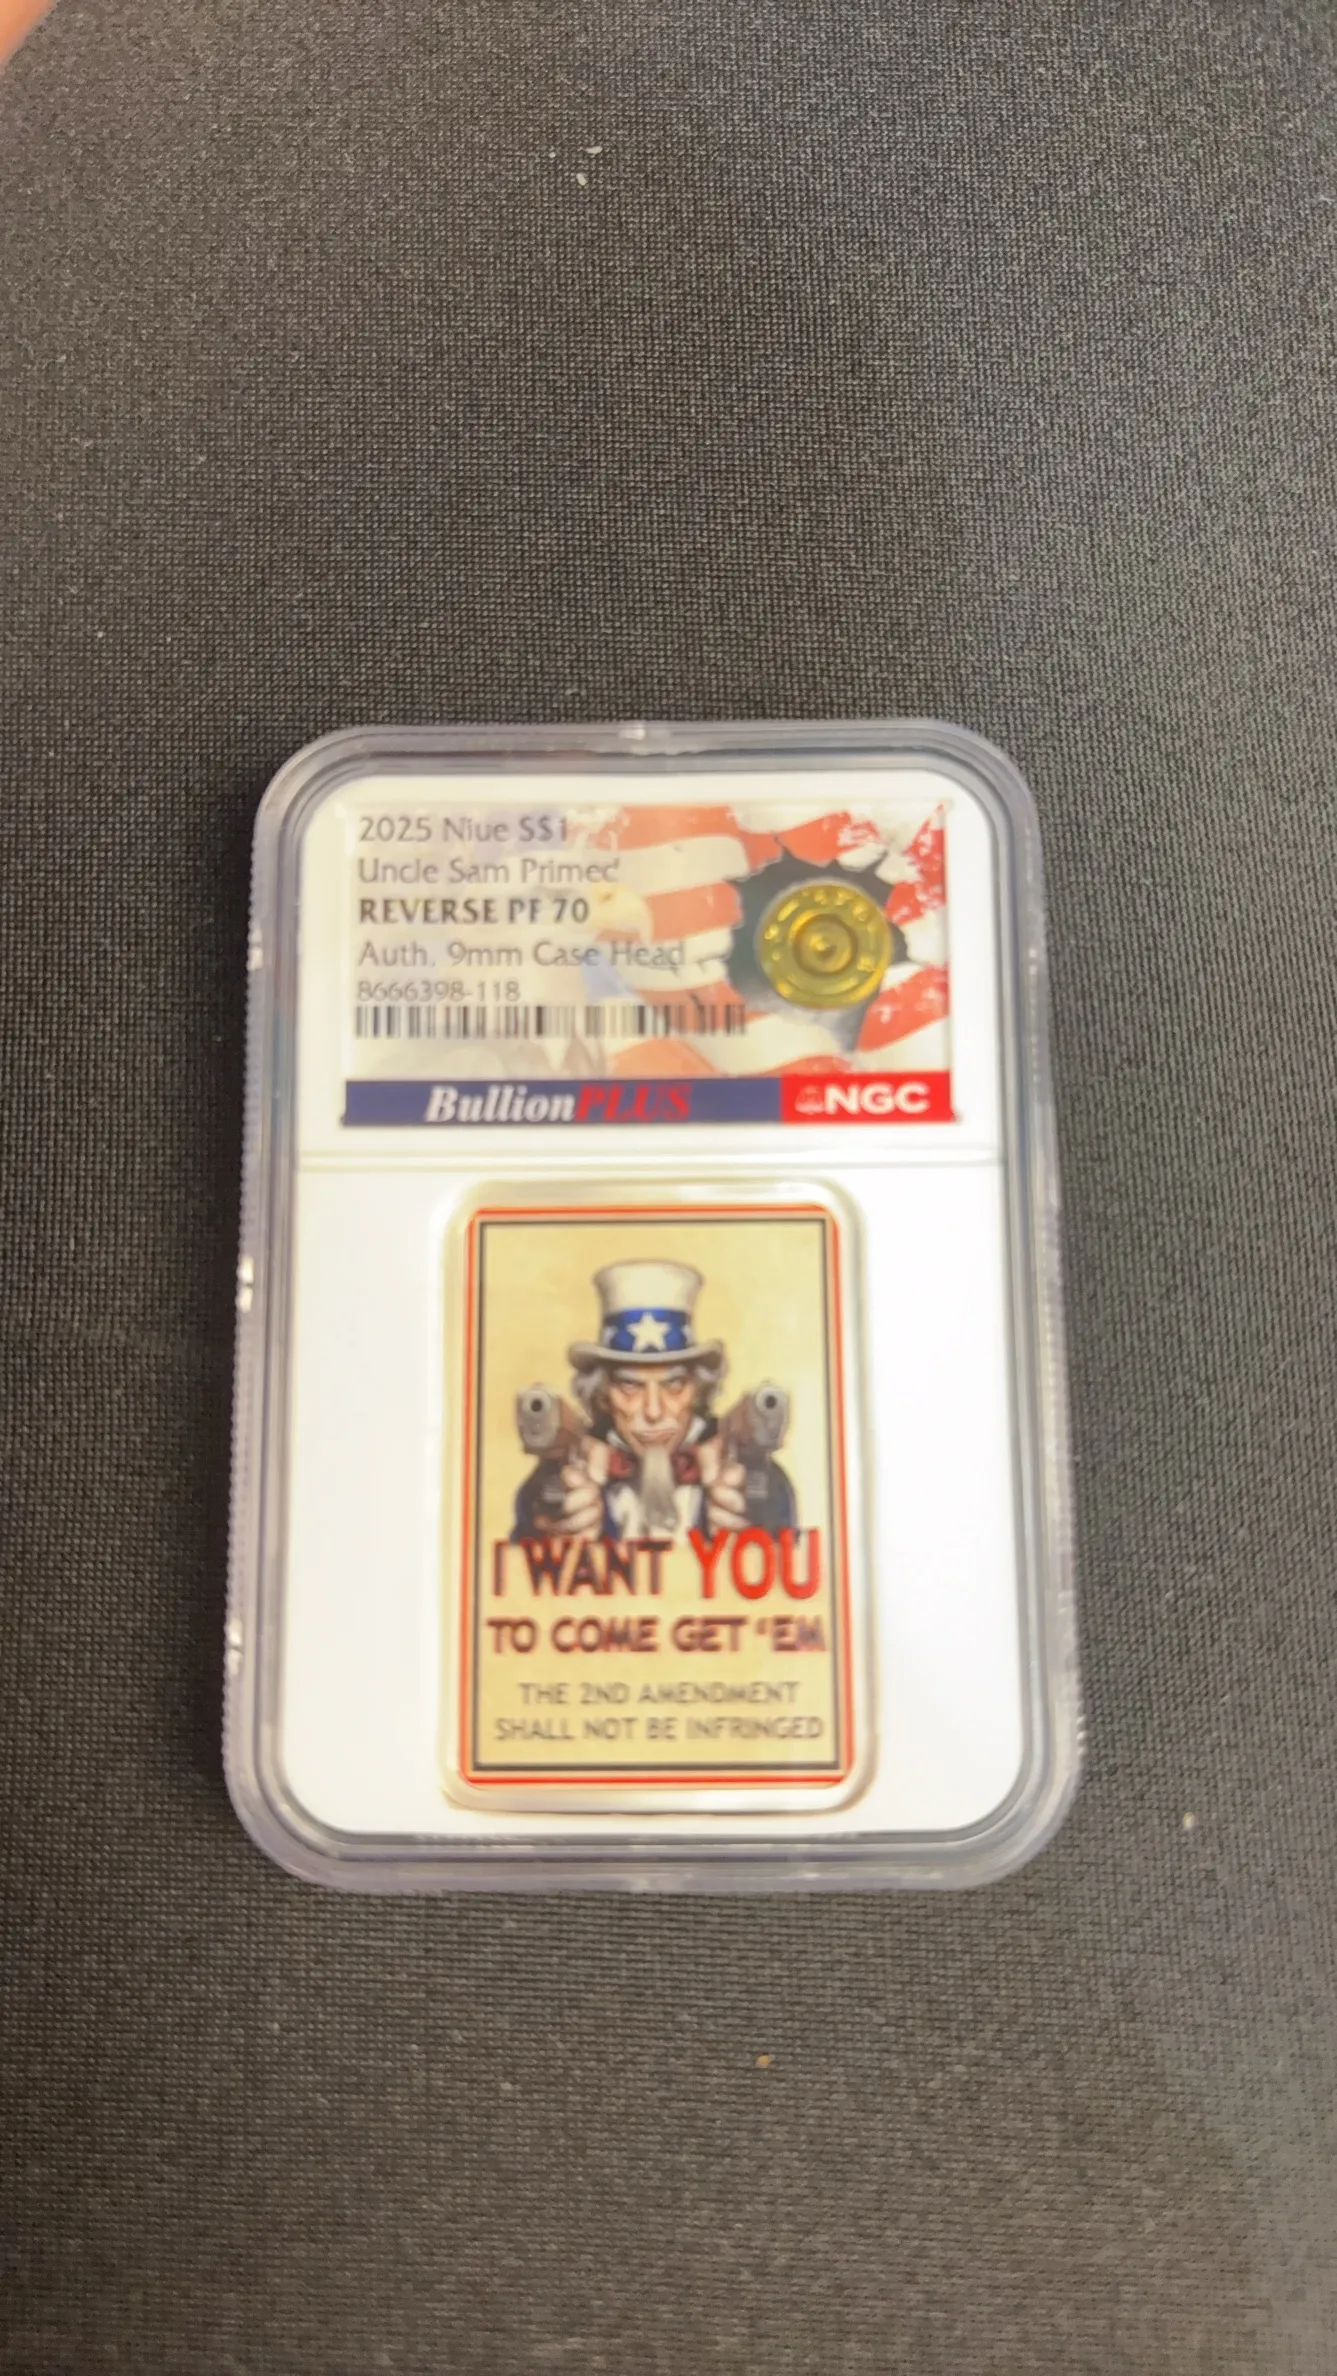 2025 Niue S$1
Uncle Sam Primed
REVERSE PF 70
Auth. 9mm Case Head
8666398-118
BullionPLUS
NGC
I WANT YOU
TO COME GET 'EM
THE 2ND AMENDMENT
SHALL NOT BE INFRINGED